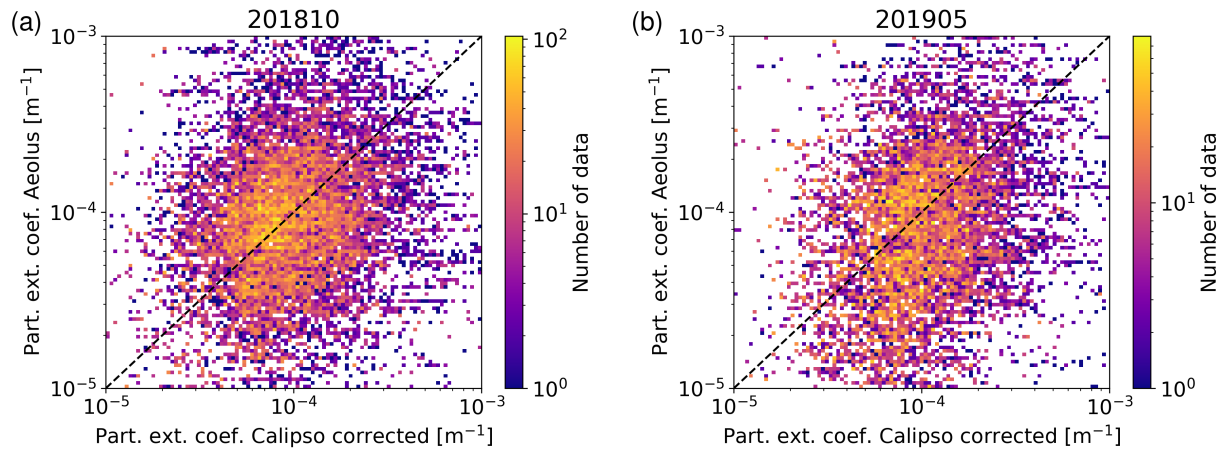 (a)
201810
10⁻³
10⁻⁴
10⁻⁵
Part. ext. coef. Aeolus [m⁻¹]
10⁻⁵
10⁻⁴
10⁻³
Part. ext. coef. Calipso corrected [m⁻¹]
10²
10¹
10⁰
Number of data
(b)
201905
10⁻³
10⁻⁴
10⁻⁵
Part. ext. coef. Aeolus [m⁻¹]
10⁻⁵
10⁻⁴
10⁻³
Part. ext. coef. Calipso corrected [m⁻¹]
10¹
10⁰
Number of data